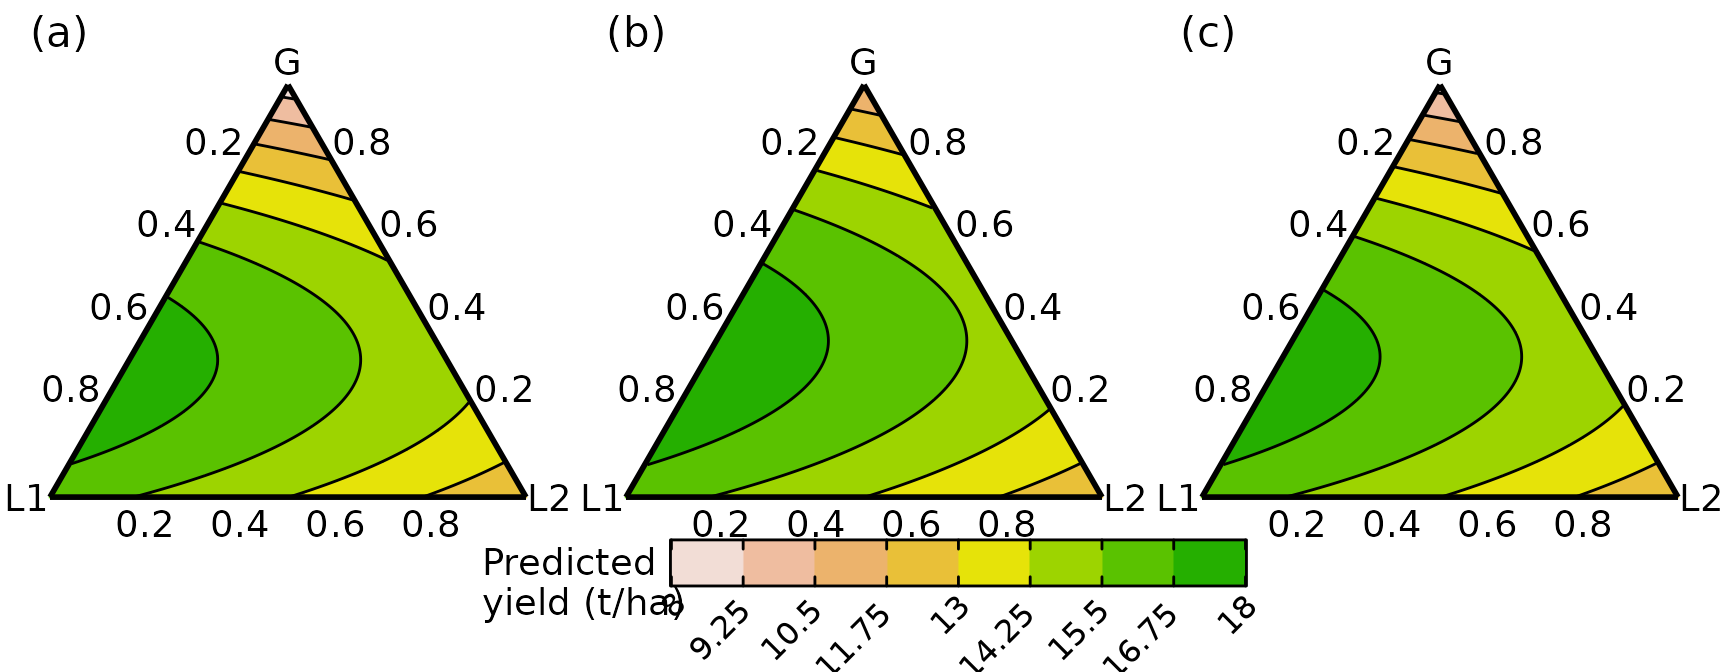 (a) (b) (c)
G G G
0.2 0.8 0.2 0.8 0.2 0.8
0.4 0.6 0.4 0.6 0.4 0.6
0.6 0.4 0.6 0.4 0.6 0.4
0.8 0.2 0.8 0.2 0.8 0.2
L1 L2 L1 L2 L1 L2
0.2 0.4 0.6 0.8 0.2 0.4 0.6 0.8 0.2 0.4 0.6 0.8
Predicted
yield (t/ha)
8 9.25 10.5 11.75 13 14.25 15.5 16.75 18